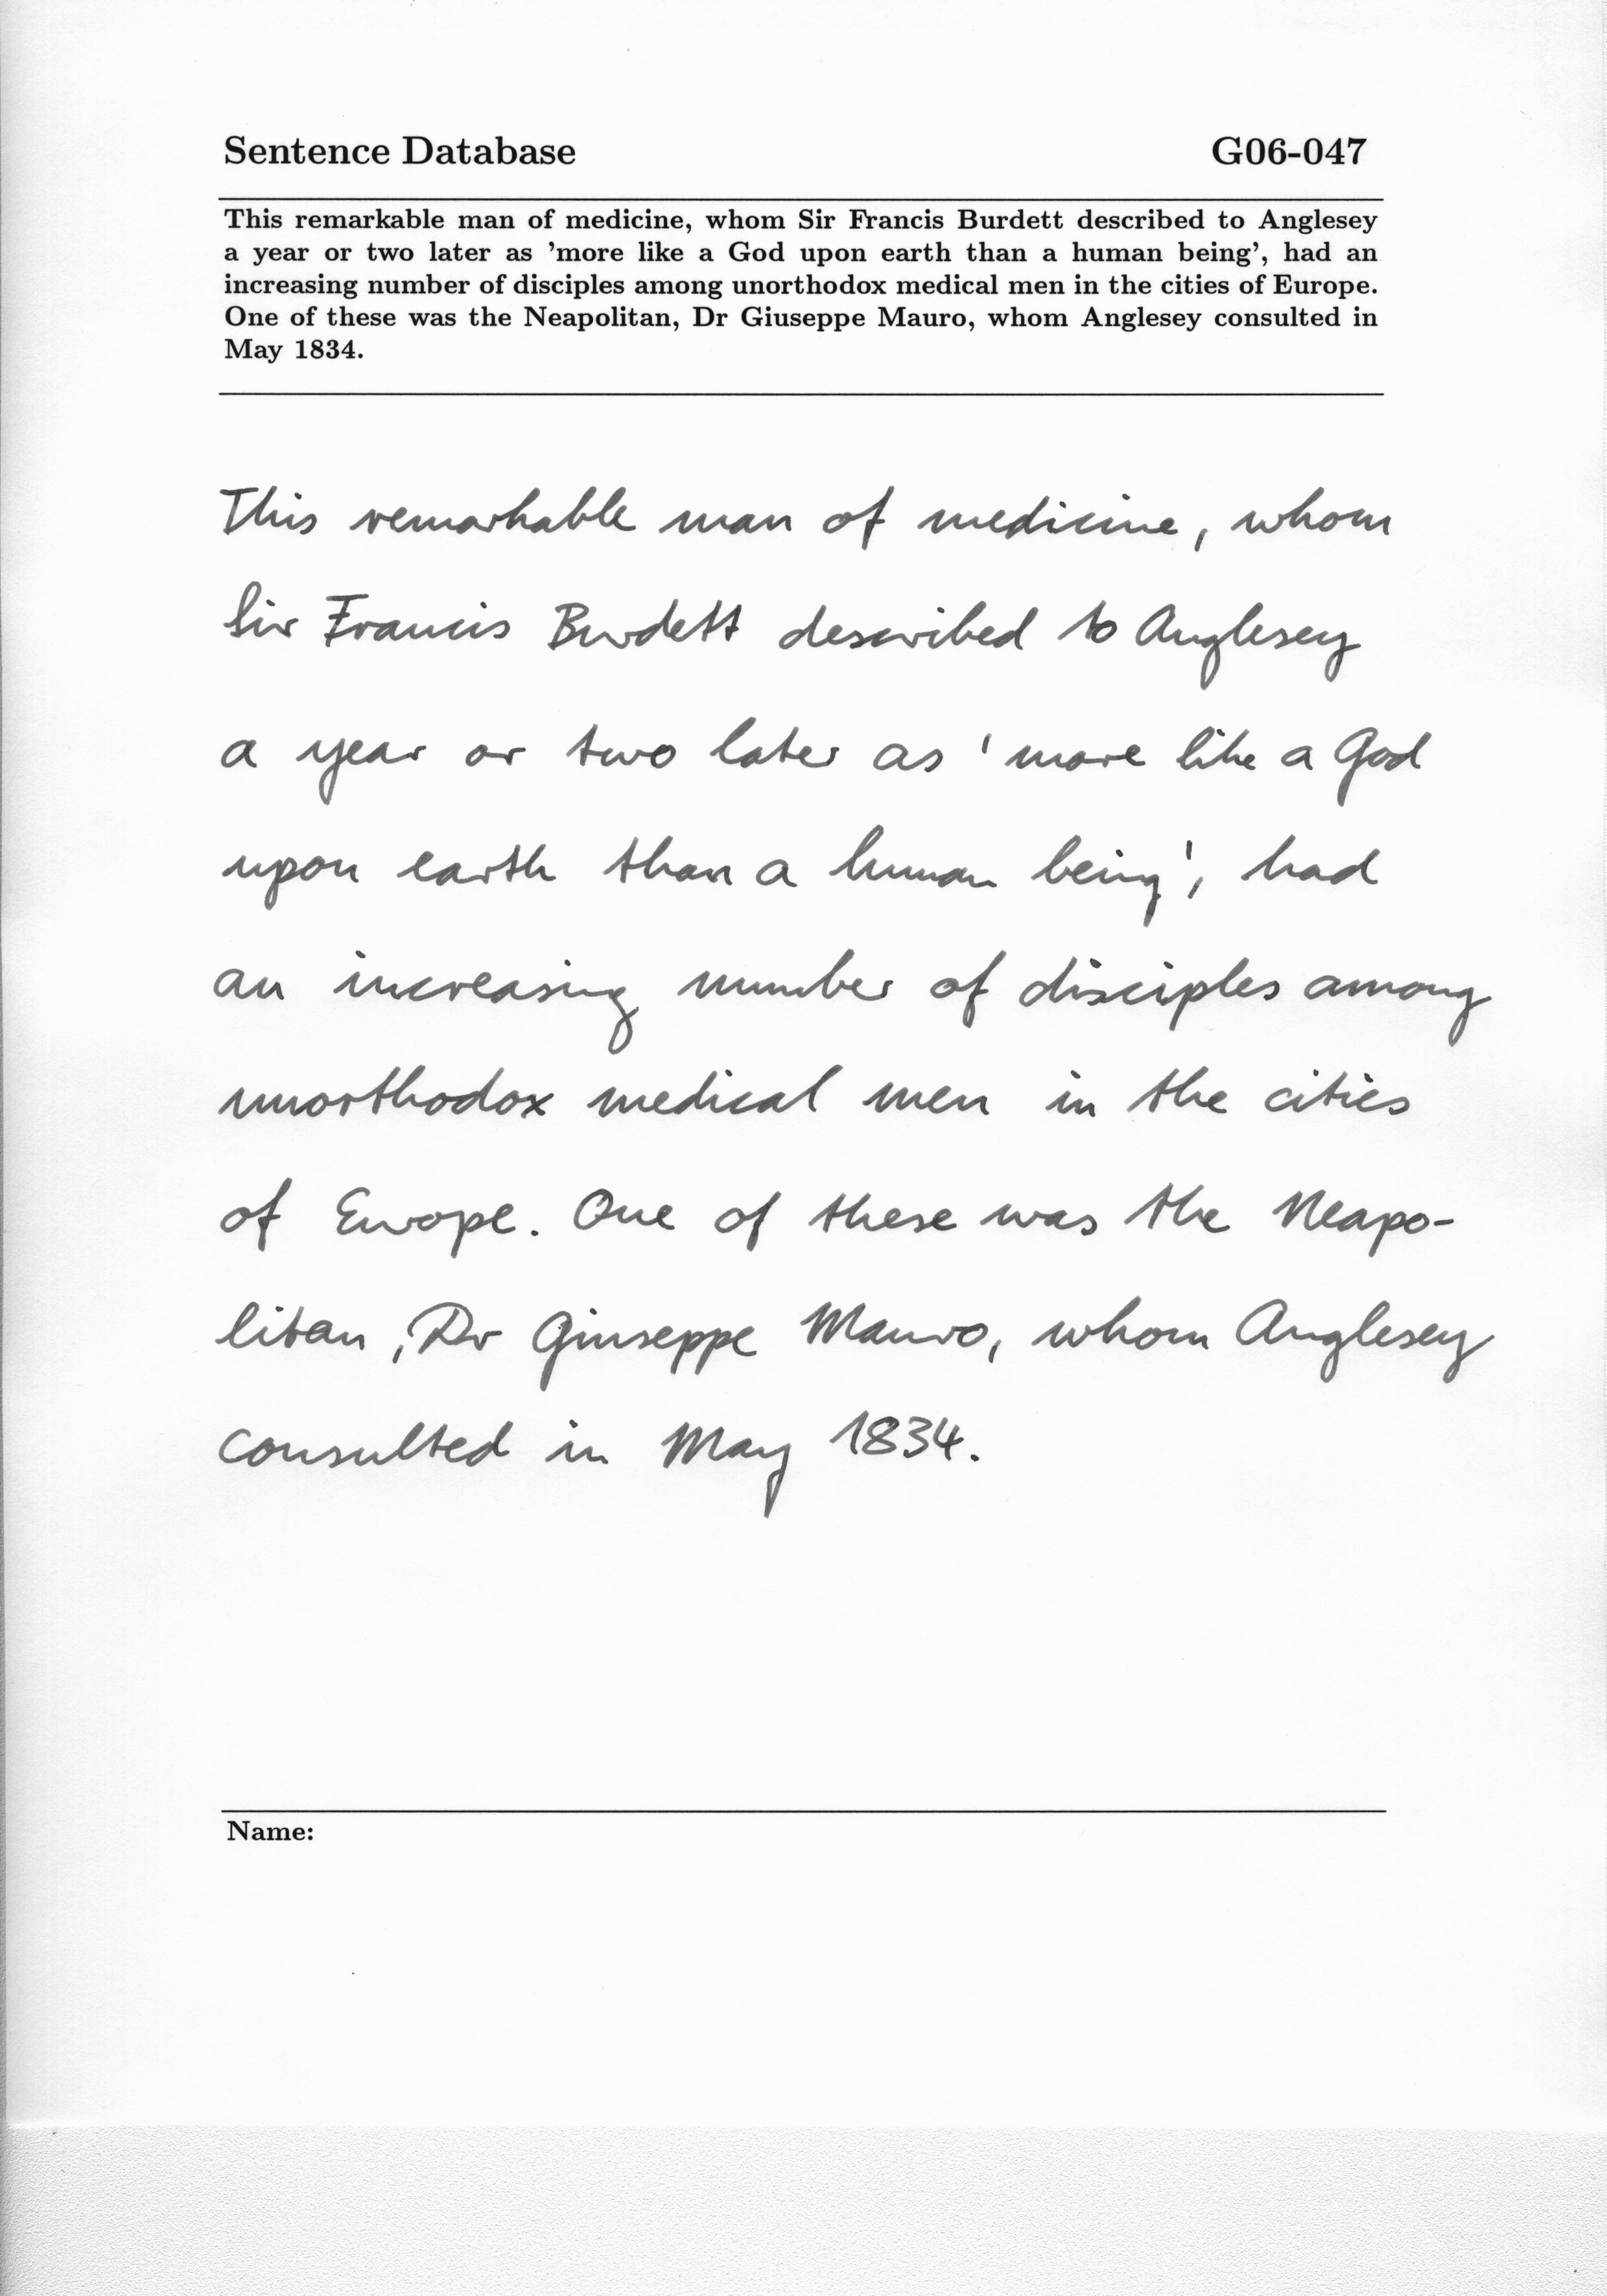 Sentence Database G06-047
This remarkable man of medicine, whom Sir Francis Burdett described to Anglesey
a year or two later as 'more like a God upon earth than a human being', had an
increasing number of disciples among unorthodox medical men in the cities of Europe.
One of these was the Neapolitan, Dr Giuseppe Mauro, whom Anglesey consulted in
May 1834.
This remarkable man of medicine, whom
Sir Francis Burdett described to Anglesey
a year or two later as 'more like a God
upon earth than a human being', had
an increasing number of disciples among
unorthodox medical men in the cities
of Europe. One of these was the Neapo-
litan, Dr Giuseppe Mauro, whom Anglesey
consulted in May 1834.
Name: